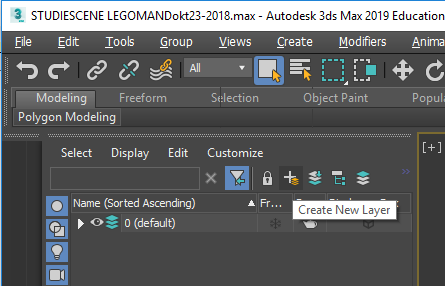 STUDIESCENE LEGOMANDokt23-2018.max - Autodesk 3ds Max 2019 Education
File Edit Tools Group Views Create Modifiers Anima
All
Modeling Freeform Selection Object Paint Popula
Polygon Modeling
Select Display Edit Customize
[+]
Name (Sorted Ascending) Fr...
Create New Layer
0 (default)